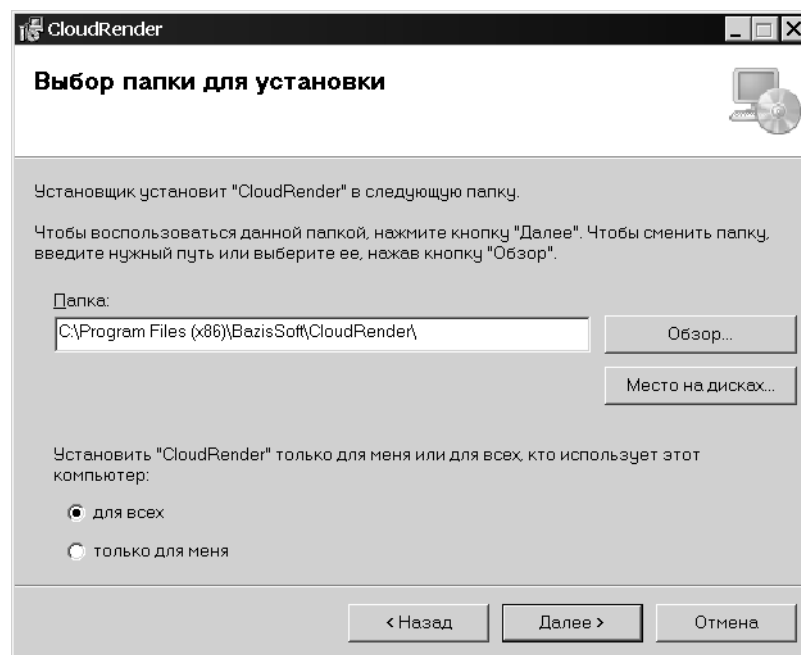 CloudRender
Выбор папки для установки
Установщик установит "CloudRender" в следующую папку.
Чтобы воспользоваться данной папкой, нажмите кнопку "Далее". Чтобы сменить папку,
введите нужный путь или выберите ее, нажав кнопку "Обзор".
Папка:
C:\Program Files (x86)\BazisSoft\CloudRender\
Обзор...
Место на дисках...
Установить "CloudRender" только для меня или для всех, кто использует этот
компьютер:
для всех
только для меня
< Назад
Далее >
Отмена